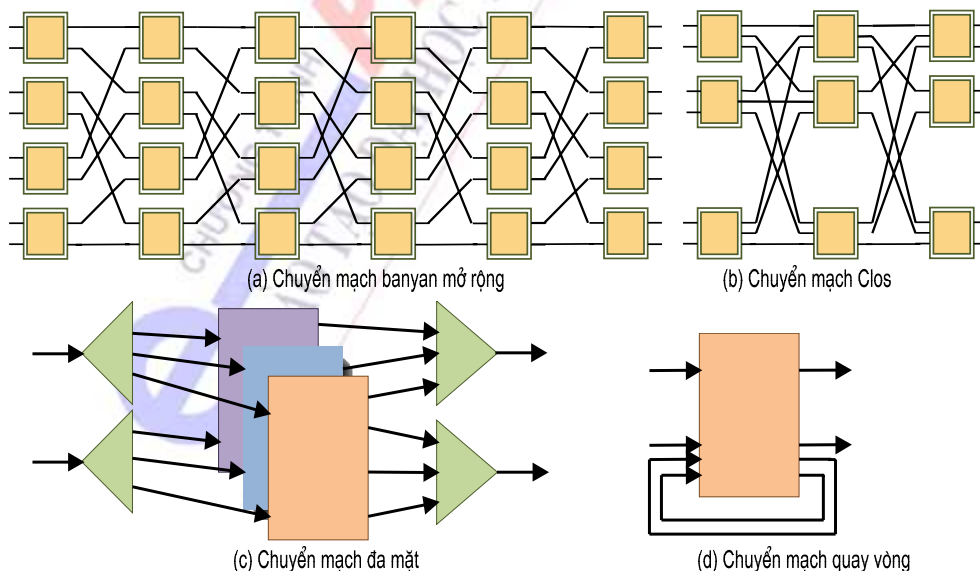 (a) Chuyển mạch banyan mở rộng
(b) Chuyển mạch Clos
(c) Chuyển mạch đa mặt
(d) Chuyển mạch quay vòng